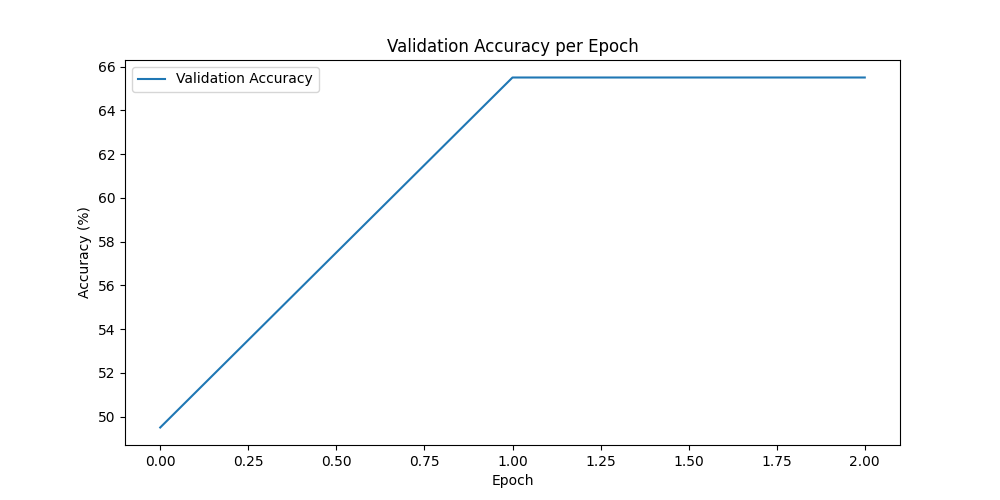 Validation Accuracy per Epoch
Validation Accuracy
66
64
62
60
58
56
54
52
50
Accuracy (%)
0.00 0.25 0.50 0.75 1.00 1.25 1.50 1.75 2.00
Epoch